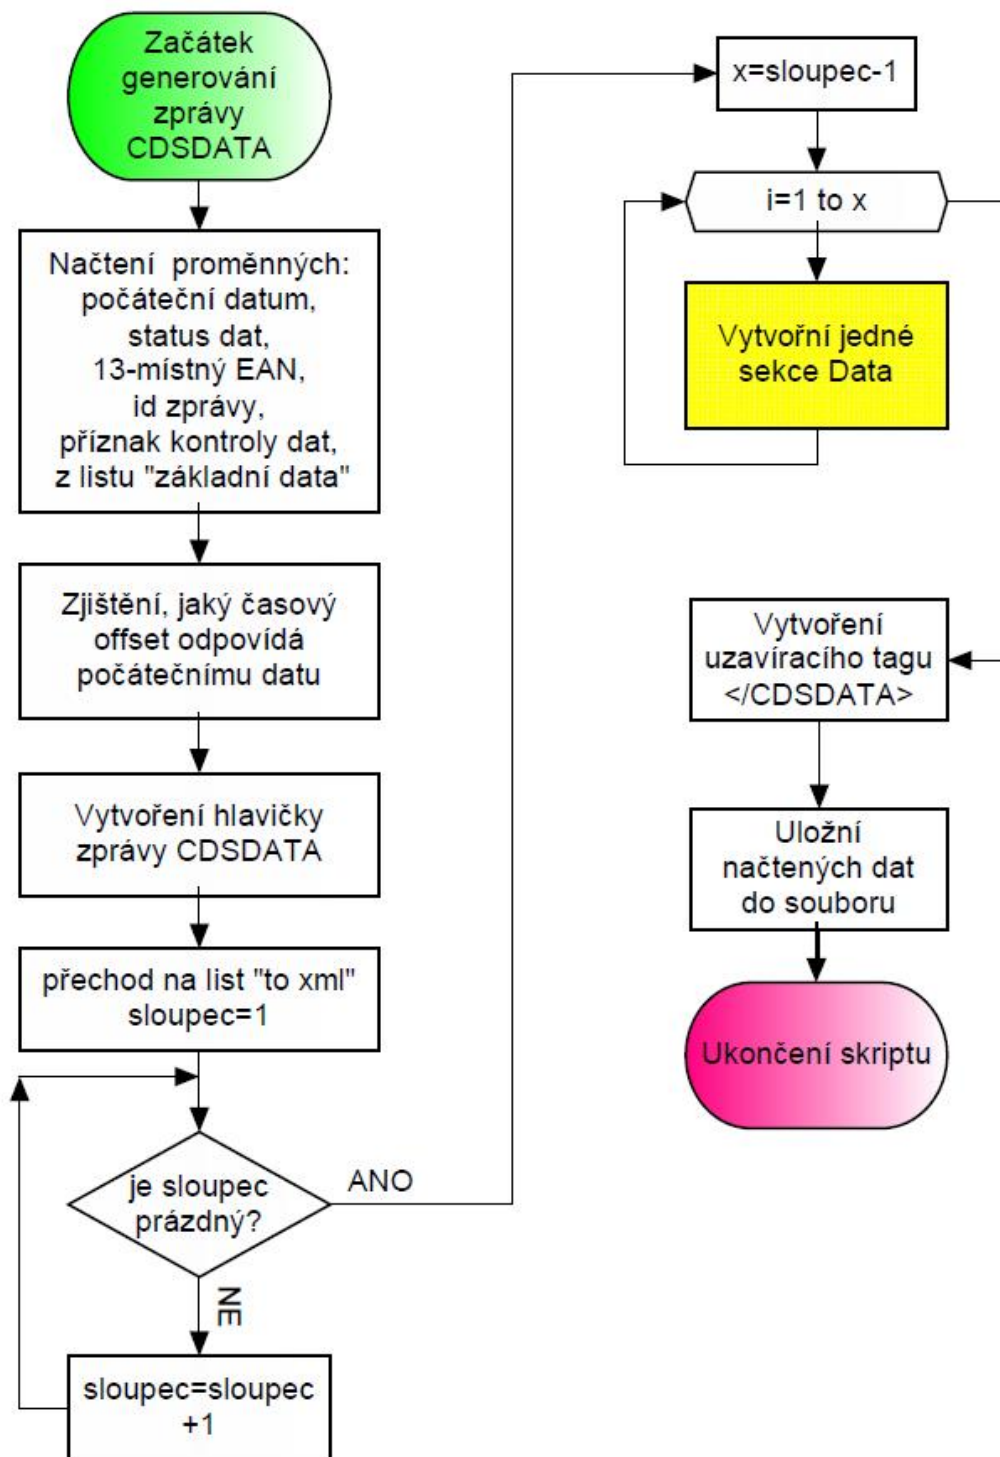 Začátek
generování
zprávy
CDSDATA
Načtení proměnných:
počáteční datum,
status dat,
13-místný EAN,
id zprávy,
příznak kontroly dat,
z listu "základní data"
Zjištění, jaký časový
offset odpovídá
počátečnímu datu
Vytvoření hlavičky
zprávy CDSDATA
přechod na list "to xml"
sloupec=1
je sloupec
prázdný?
ANO
NE
sloupec=sloupec
+1
x=sloupec-1
i=1 to x
Vytvořní jedné
sekce Data
Vytvoření
uzavíracího tagu
</CDSDATA>
Uložní
načtených dat
do souboru
Ukončení skriptu